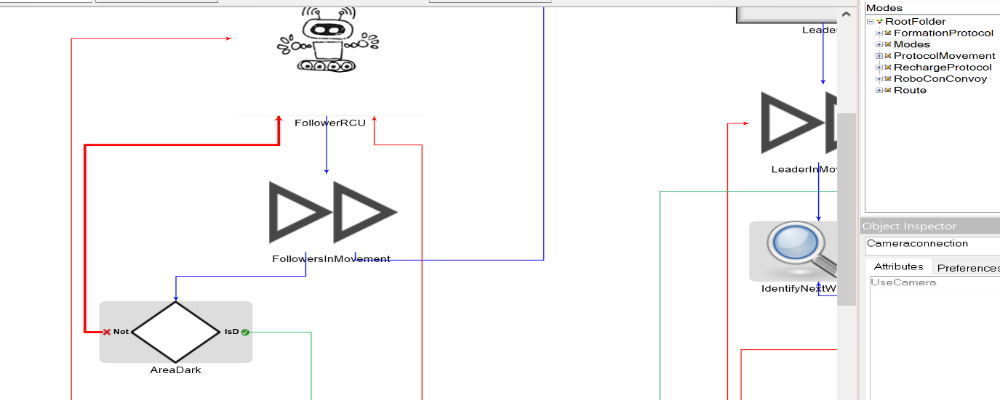 FollowerRCU
FollowersInMovement
Not
IsD
AreaDark
Leader
LeaderInMov
IdentifyNextW
Modes
RootFolder
FormationProtocol
Modes
ProtocolMovement
RechargeProtocol
RoboConConvoy
Route
Object Inspector
Cameraconnection
Attributes
Preferences
UseCamera